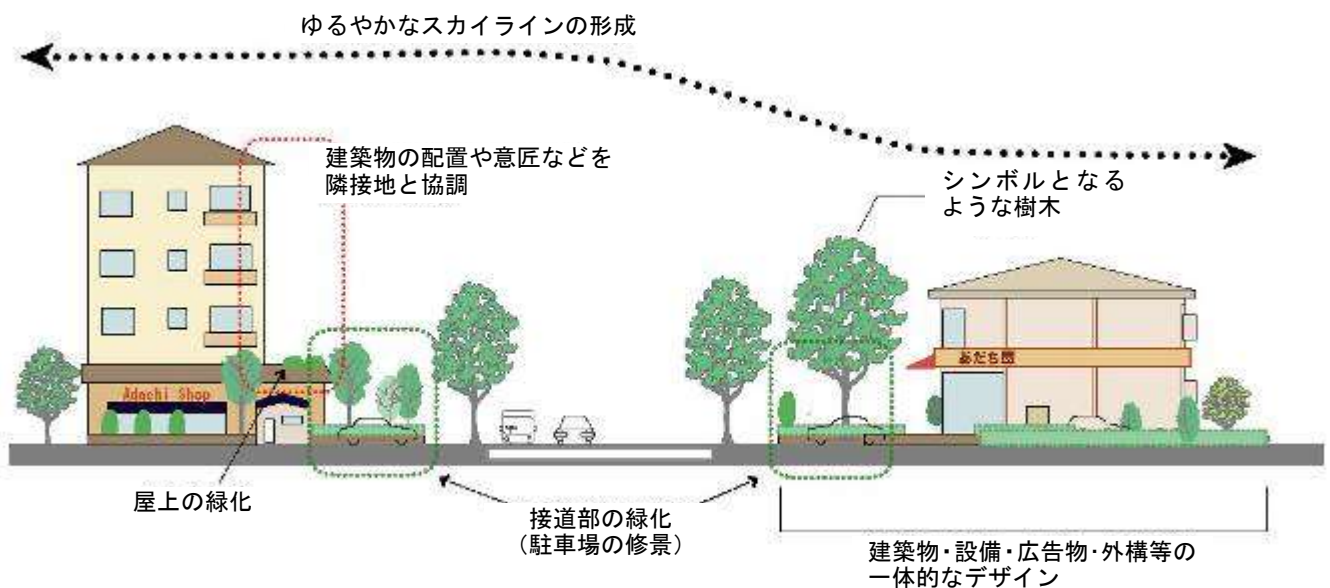 ゆるやかなスカイラインの形成
建築物の配置や意匠などを
隣接地と協調
シンボルとなる
ような樹木
Adachi Shop
屋上の緑化
接道部の緑化
（駐車場の修景）
建築物・設備・広告物・外構等の
一体的なデザイン